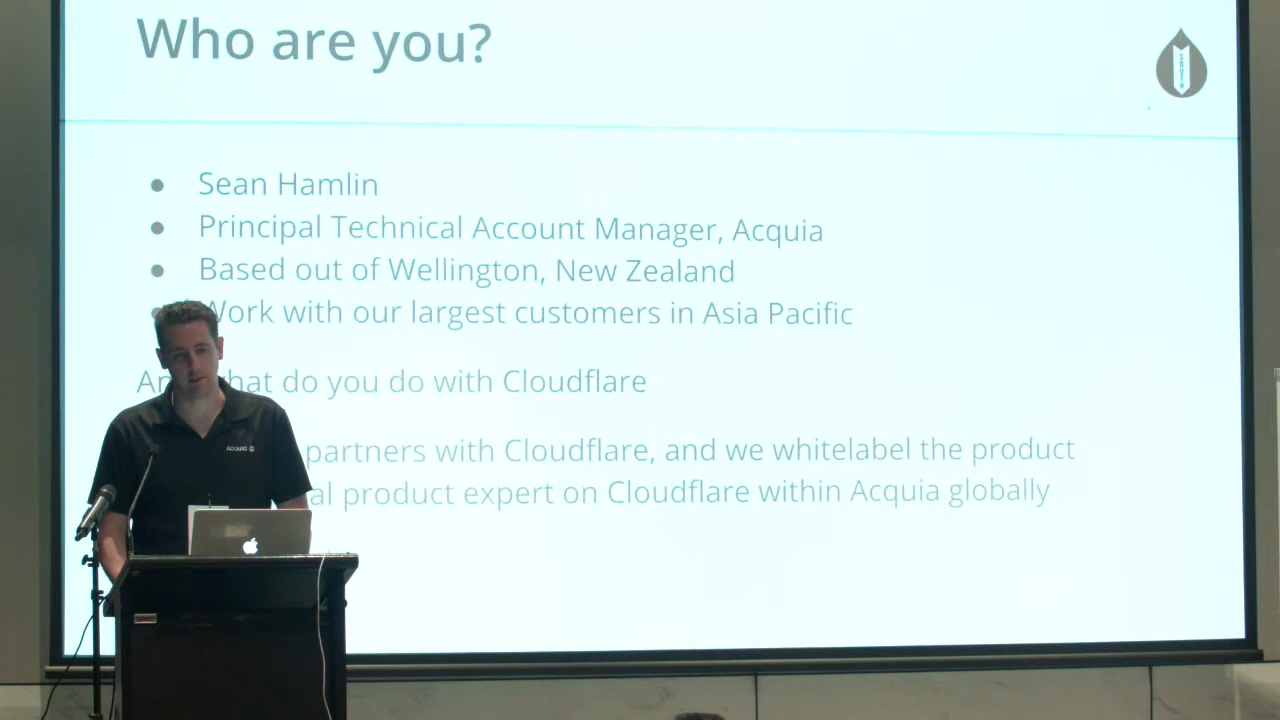 Who are you?
SOUTH
Sean Hamlin
Principal Technical Account Manager, Acquia
Based out of Wellington, New Zealand
Work with our largest customers in Asia Pacific
what do you do with Cloudflare
partners with Cloudflare, and we whitelabel the product
product expert on Cloudflare within Acquia globally
Acquia